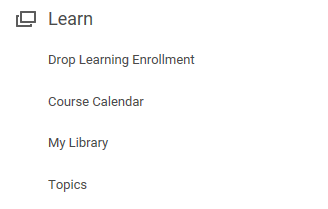 Learn
Drop Learning Enrollment
Course Calendar
My Library
Topics